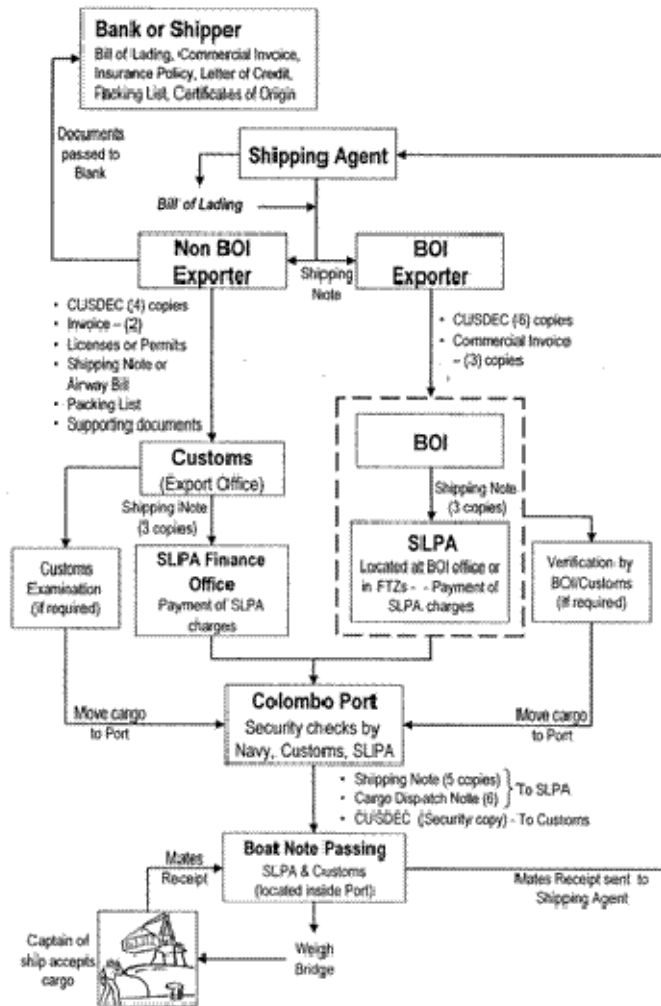 Bank or Shipper
Bill of Lading, Commercial Invoice,
Insurance Policy, Letter of Credit,
Packing List, Certificates of Origin
Documents
passed to
Bank
Shipping Agent
Bill of Lading
Non BOI
Exporter
Shipping
Note
BOI
Exporter
• CUSDEC (4) copies
• Invoice – (2)
• Licenses or Permits
• Shipping Note or
Airway Bill
• Packing List
• Supporting documents
• CUSDEC (6) copies
• Commercial Invoice
– (3) copies
Customs
(Export Office)
BOI
Shipping Note
(3 copies)
Shipping Note
(3 copies)
Customs
Examination
(if required)
SLPA Finance
Office
Payment of SLPA
charges
SLPA
Located at BOI office or
in FTZs - - Payment of
SLPA charges
Verification by
BOI/Customs
(If required)
Move cargo
to Port
Colombo Port
Security checks by
Navy, Customs, SLPA
Move cargo
to Port
• Shipping Note (5 copies)
• Cargo Dispatch Note (6)
To SLPA
• CUSDEC (Security copy) - To Customs
Mates
Receipt
Boat Note Passing
SLPA & Customs
(located inside Port)
Mates Receipt sent to
Shipping Agent
Captain of
ship accepts
cargo
Weigh
Bridge